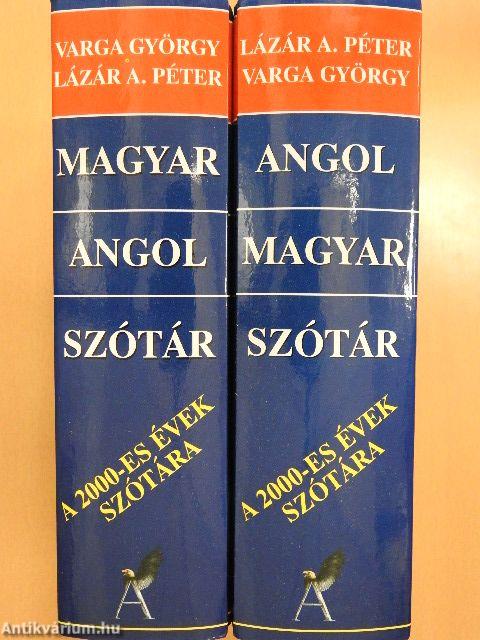 VARGA GYÖRGY
LÁZÁR A. PÉTER
MAGYAR
ANGOL
SZÓTÁR
A 2000-ES ÉVEK
SZÓTÁRA
A
LÁZÁR A. PÉTER
VARGA GYÖRGY
ANGOL
MAGYAR
SZÓTÁR
A 2000-ES ÉVEK
SZÓTÁRA
A
Antikvárium.hu